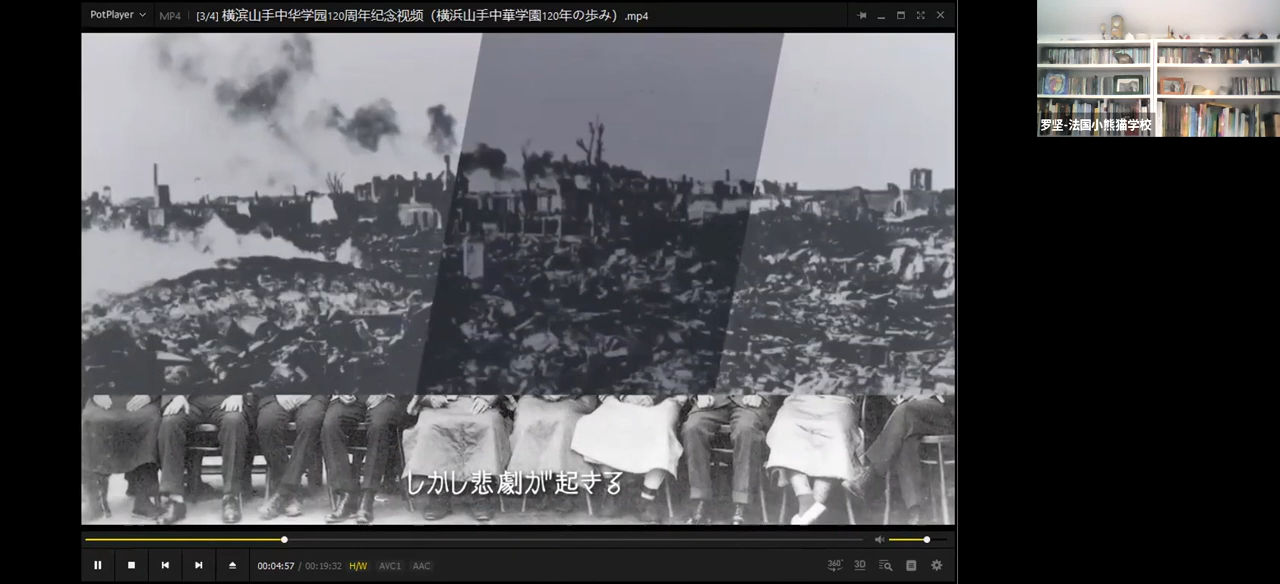 PotPlayer
MP4
[3/4] 横滨山手中华学园120周年纪念视频（横浜山手中華学園120年の歩み）.mp4
罗坚-法国小熊猫学校
しかし悲劇が起きる
00:04:57 / 00:19:32 H/W AVC1 AAC
360°
3D